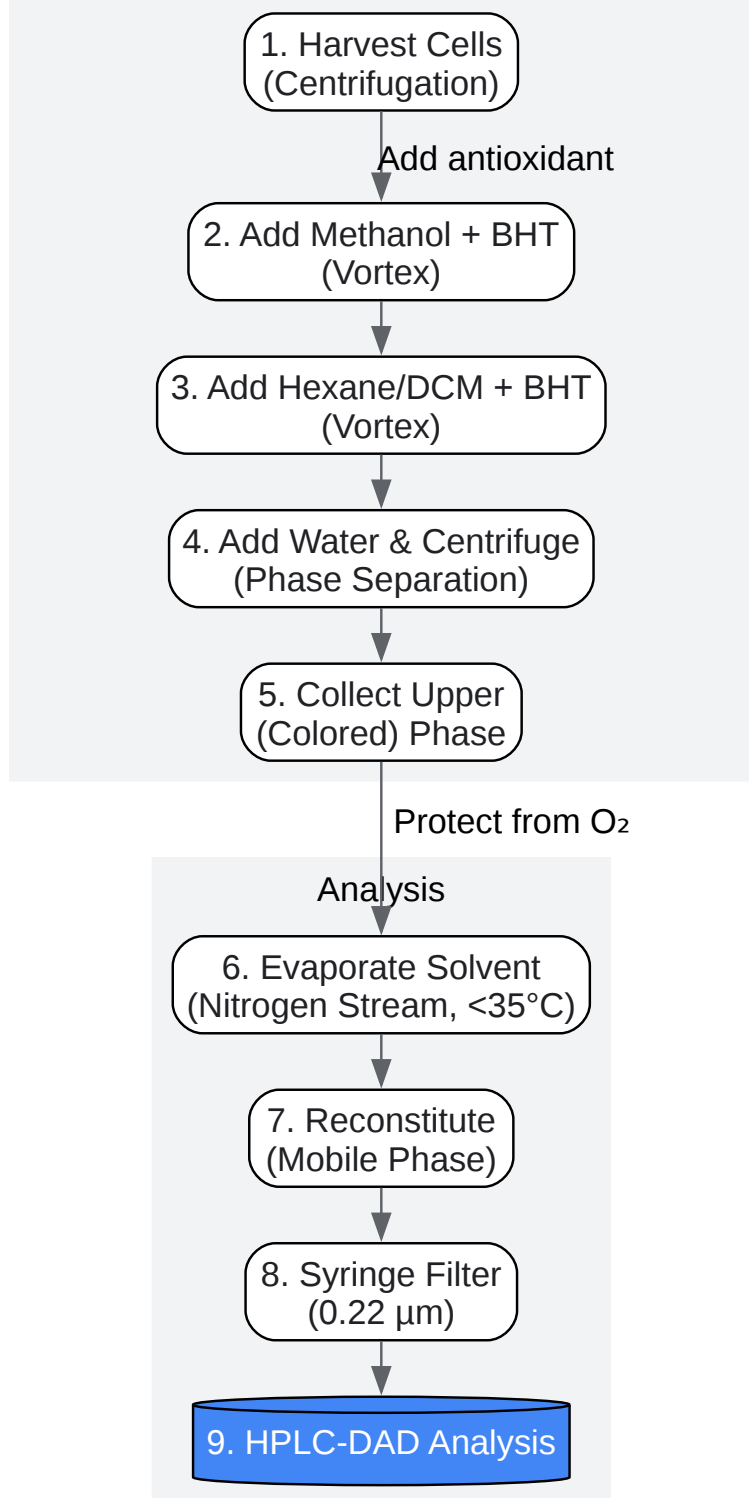 1. Harvest Cells
(Centrifugation)
Add antioxidant
2. Add Methanol + BHT
(Vortex)
3. Add Hexane/DCM + BHT
(Vortex)
4. Add Water & Centrifuge
(Phase Separation)
5. Collect Upper
(Colored) Phase
Protect from O₂
Analysis
6. Evaporate Solvent
(Nitrogen Stream, <35°C)
7. Reconstitute
(Mobile Phase)
8. Syringe Filter
(0.22 µm)
9. HPLC-DAD Analysis